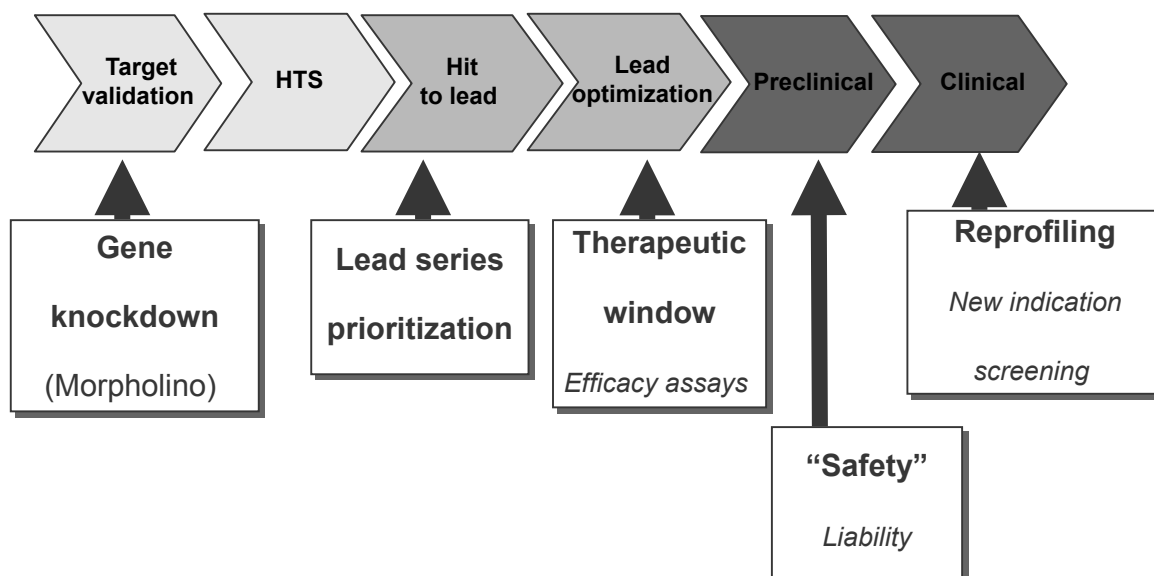 Target
validation
HTS
Hit
to lead
Lead
optimization
Preclinical
Clinical
Gene
knockdown
(Morpholino)
Lead series
prioritization
Therapeutic
window
Efficacy assays
“Safety”
Liability
Reprofiling
New indication
screening